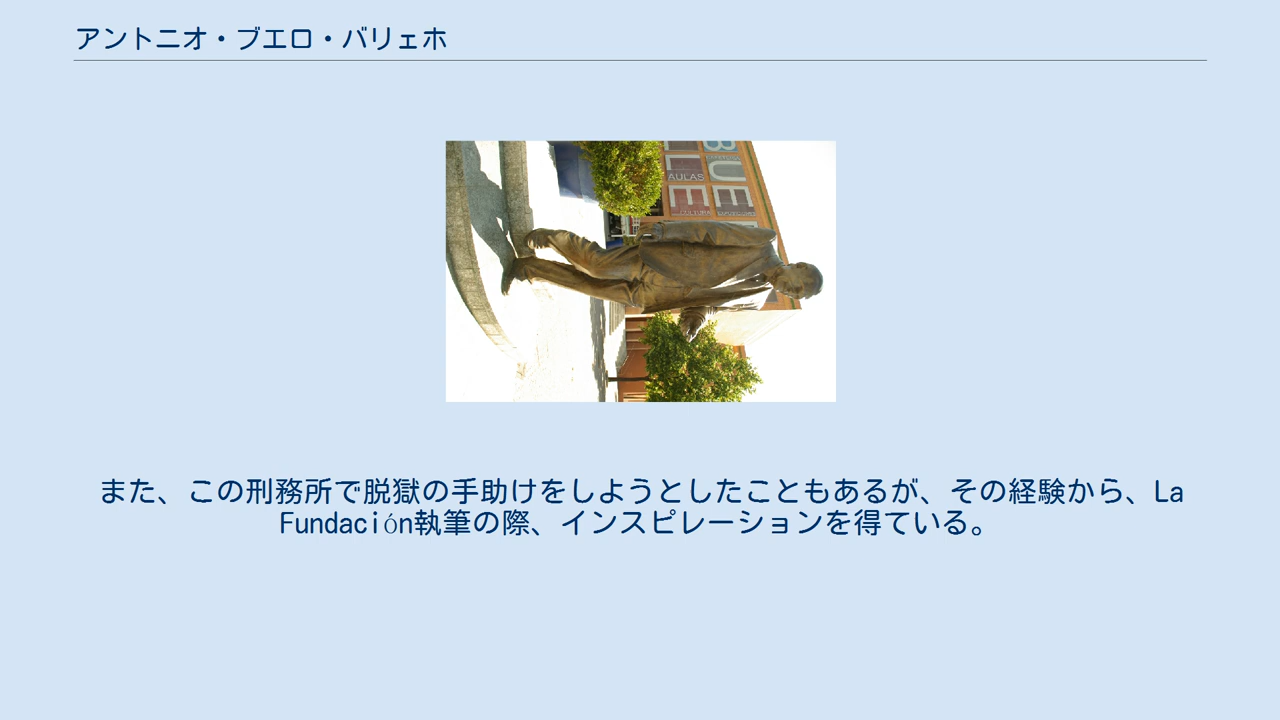 アントニオ・ブエロ・バリェホ
BUE
LLE
AULAS
CULTURA
また、この刑務所で脱獄の手助けをしようとしたこともあるが、その経験から、La
Fundación執筆の際、インスピレーションを得ている。